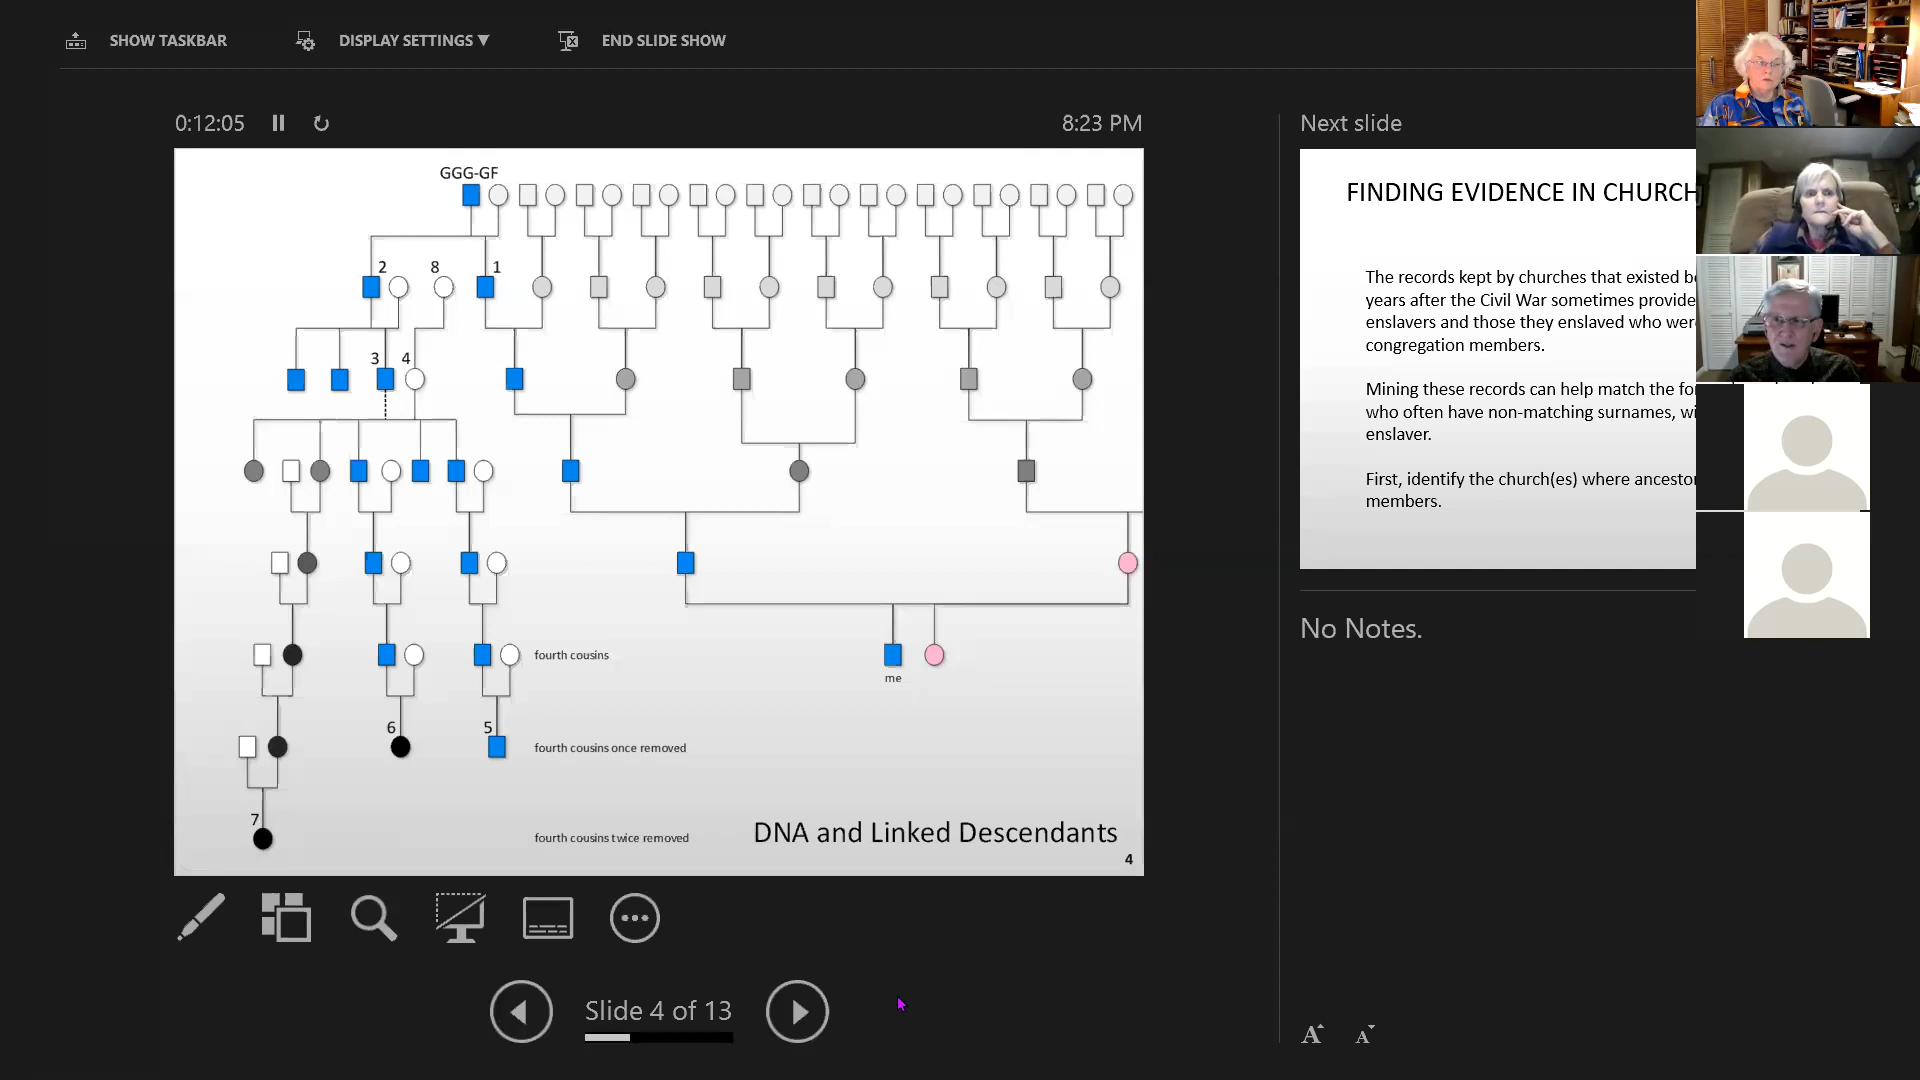 SHOW TASKBAR
DISPLAY SETTINGS ▼
END SLIDE SHOW
0:12:05
8:23 PM
Next slide
GGG-GF
2
8
1
3
4
fourth cousins
me
6
5
fourth cousins once removed
7
fourth cousins twice removed
DNA and Linked Descendants
4
FINDING EVIDENCE IN CHURCH
The records kept by churches that existed
years after the Civil War sometimes provide
enslavers and those they enslaved who
congregation members.
Mining these records can help match the
who often have non-matching surnames,
enslaver.
First, identify the church(es) where
members.
No Notes.
Slide 4 of 13
A A